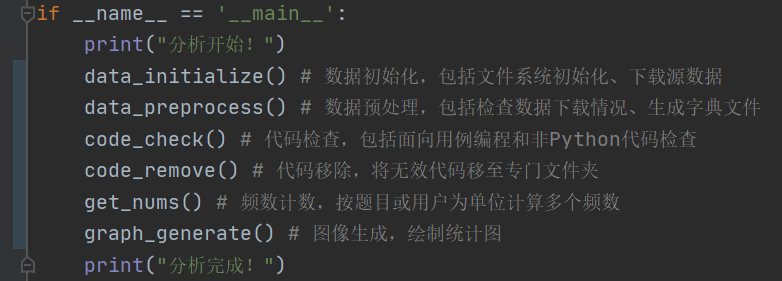 if __name__ == '__main__':
    print("分析开始！")
    data_initialize() # 数据初始化，包括文件系统初始化、下载源数据
    data_preprocess() # 数据预处理，包括检查数据下载情况、生成字典文件
    code_check() # 代码检查，包括面向用例编程和非Python代码检查
    code_remove() # 代码移除，将无效代码移至专门文件夹
    get_nums() # 频数计数，按题目或用户为单位计算多个频数
    graph_generate() # 图像生成，绘制统计图
    print("分析完成！")